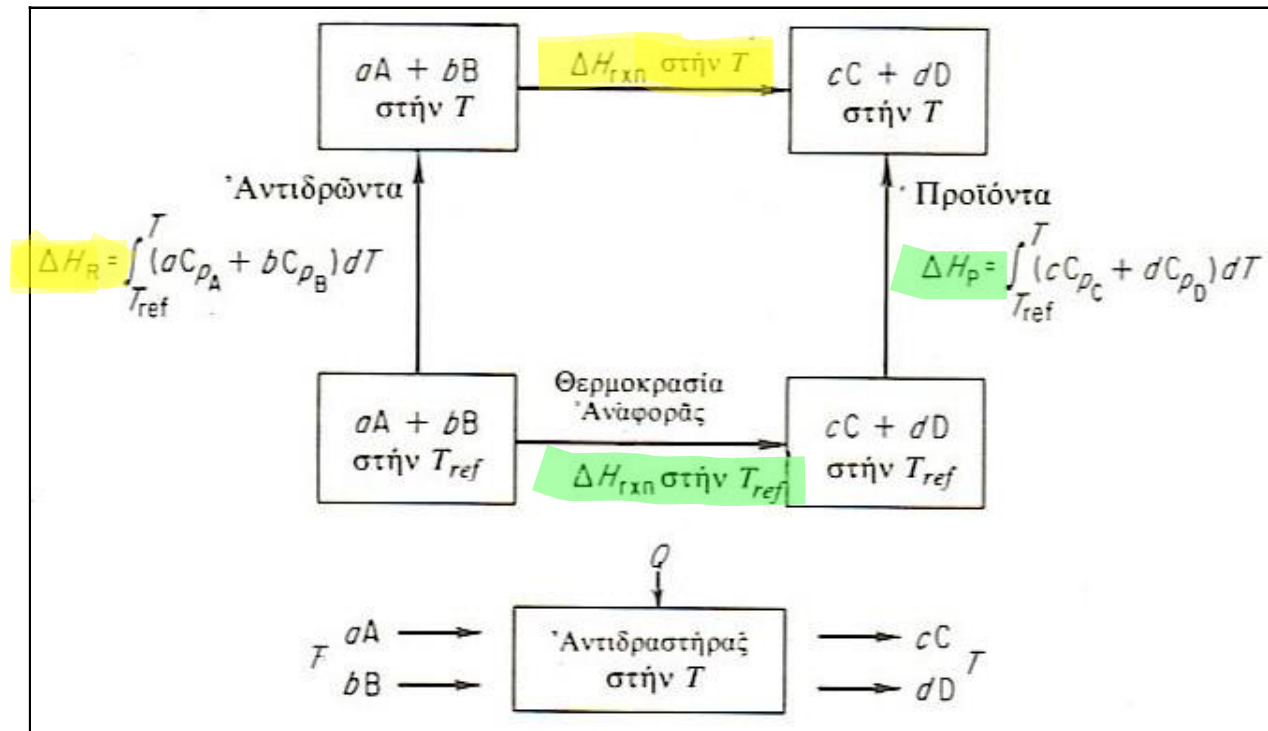 aA + bB
στήν T
ΔH_rxn στήν T
cC + dD
στήν T
Ἀντιδρῶντα
Προϊόντα
ΔH_R = ∫_{T_ref}^{T} (aC_{p_A} + bC_{p_B}) dT
ΔH_P = ∫_{T_ref}^{T} (cC_{p_C} + dC_{p_D}) dT
aA + bB
στήν T_ref
Θερμοκρασία
Ἀναφορᾶς
ΔH_rxn στήν T_ref
cC + dD
στήν T_ref
Q
T
aA
bB
Ἀντιδραστήρας
στήν T
cC
dD
T